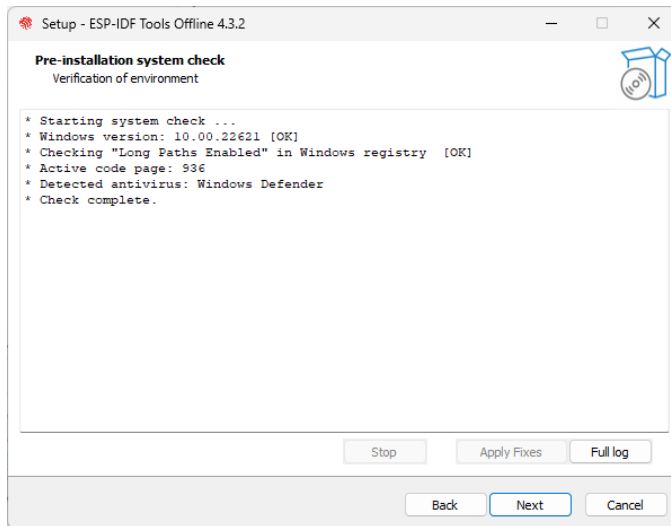 Setup - ESP-IDF Tools Offline 4.3.2
Pre-installation system check
Verification of environment
* Starting system check ...
* Windows version: 10.00.22621 [OK]
* Checking "Long Paths Enabled" in Windows registry  [OK]
* Active code page: 936
* Detected antivirus: Windows Defender
* Check complete.
Stop Apply Fixes Full log
Back Next Cancel